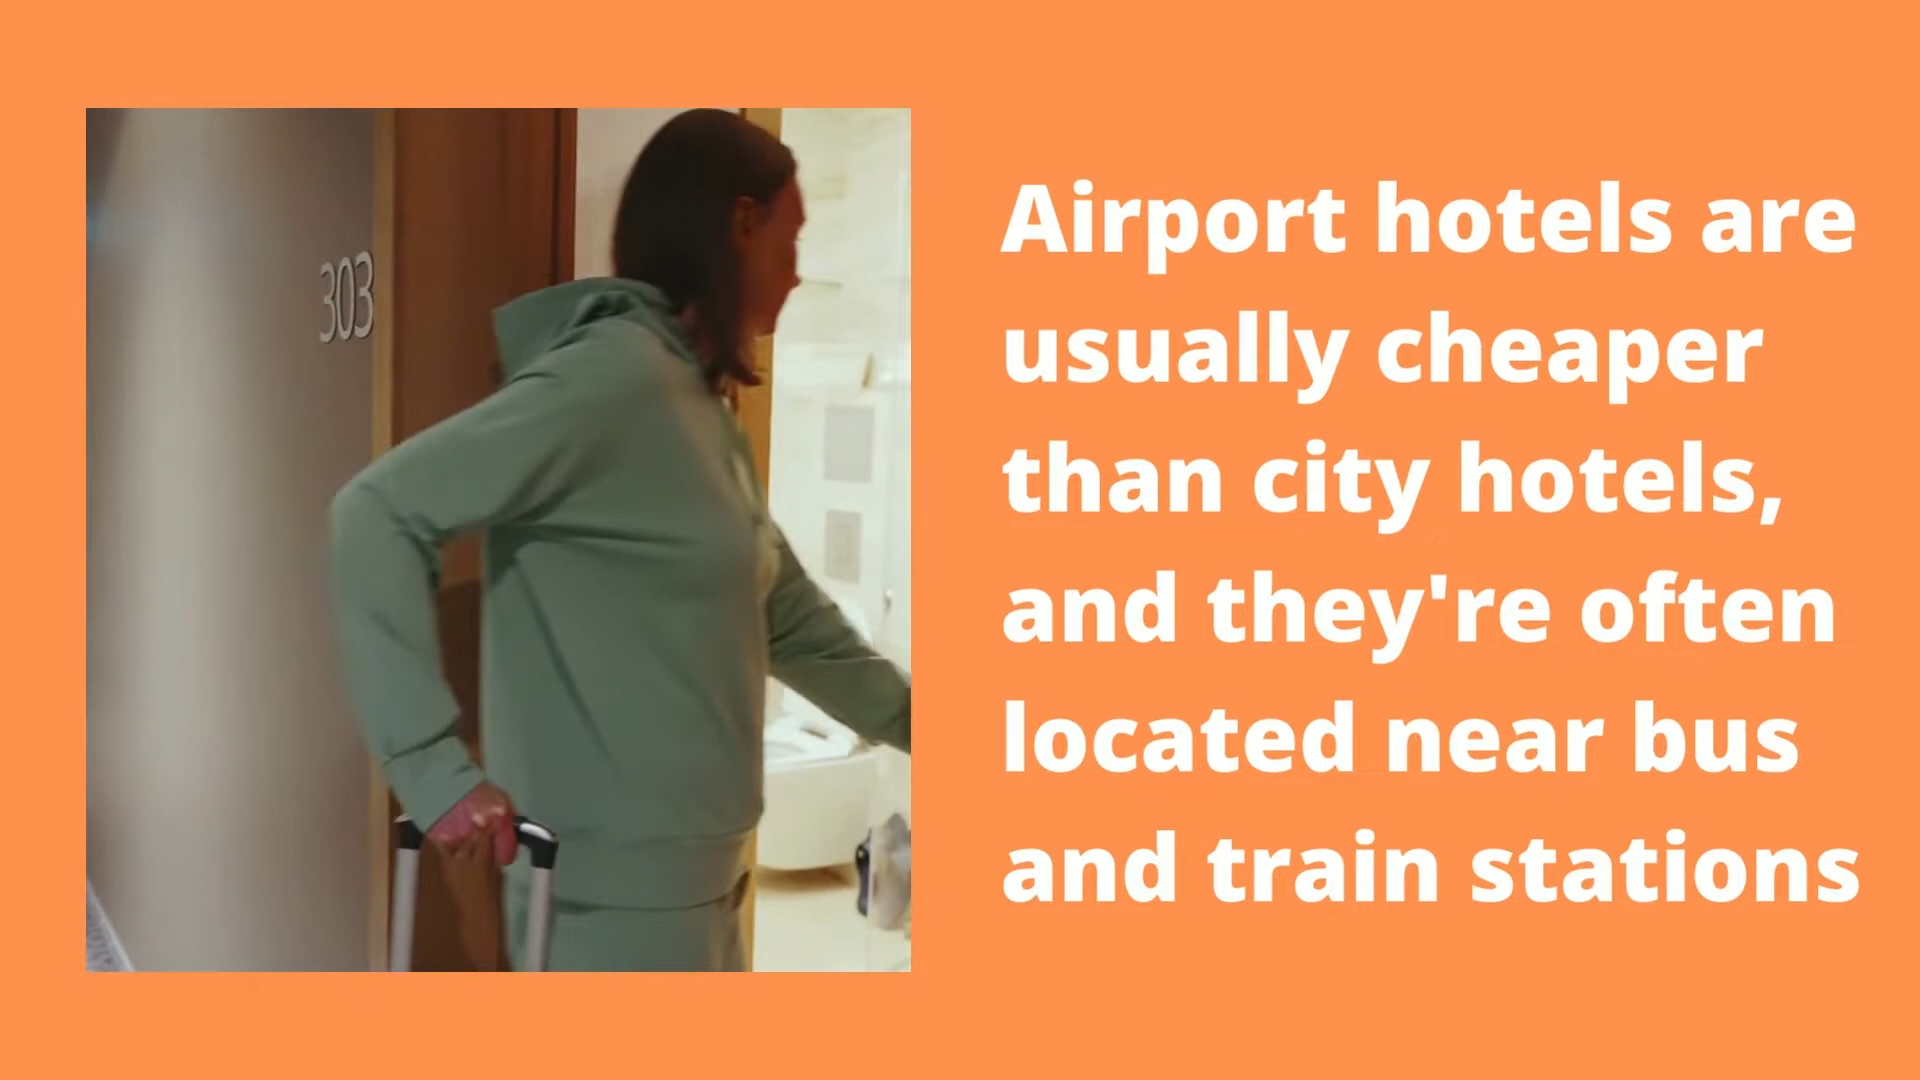 303
Airport hotels are
usually cheaper
than city hotels,
and they're often
located near bus
and train stations